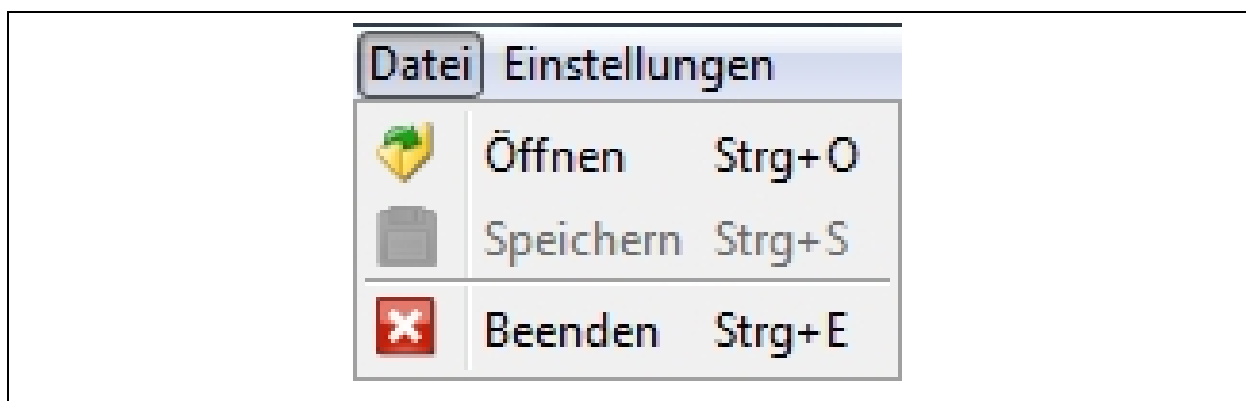 Datei Einstellungen
Öffnen Strg+O
Speichern Strg+S
Beenden Strg+E